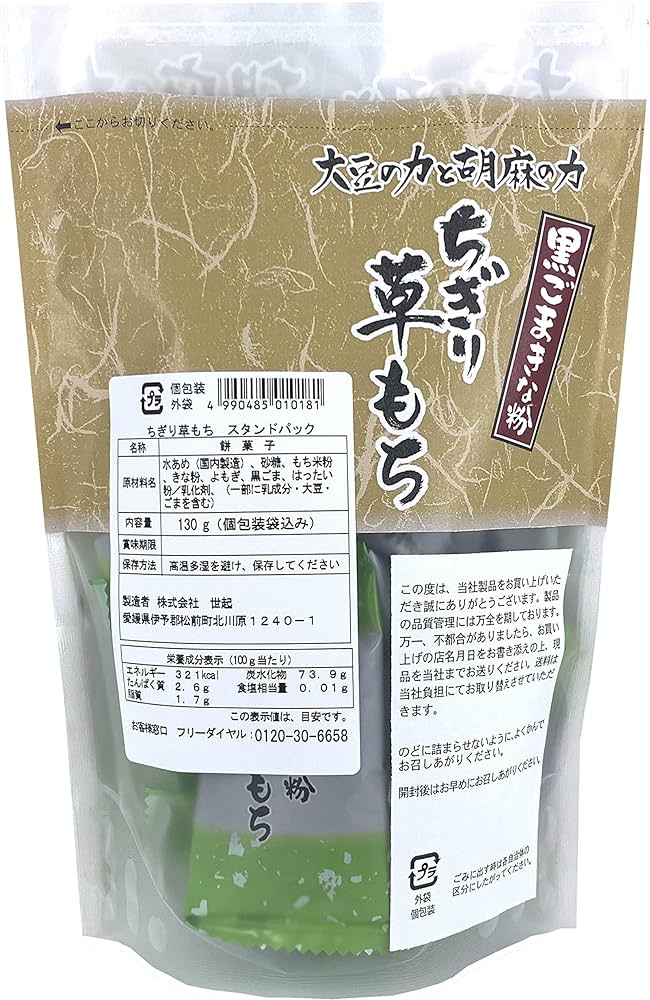 ここからお切りください。
大豆の力と胡麻の力
黒ごまきな粉
ちぎり
草もち
プラ
個包装
外袋
4 990485 010181
ちぎり草もち スタンドパック
名称 餅菓子
原材料名 水あめ（国内製造）、砂糖、もち米粉
、きな粉、よもぎ、黒ごま、はったい
粉／乳化剤、（一部に乳成分・大豆・
ごまを含む）
内容量 130ｇ（個包装袋込み）
賞味期限
保存方法 高温多湿を避け、保存してください
製造者 株式会社 世起
愛媛県伊予郡松前町北川原１２４０－１
栄養成分表示（100ｇ当たり）
エネルギー 321kcal 炭水化物 73.9g
たんぱく質 2.6g 食塩相当量 0.01g
脂質 1.7g
この表示値は、目安です。
お客様窓口 フリーダイヤル:0120-30-6658
この度は、当社製品をお買い上げいた
だき誠にありがとうございます。製品
の品質管理には万全を期しております。
万一、不都合がありましたら、お買い
上げの店名月日をお書き添えの上、現
品を当社までお送りください。送料は
当社負担にてお取り替えさせていただ
きます。
のどに詰まらせないように、よくかんで
お召しあがりください。
開封後はお早めにお召しあがりください。
プラ
外袋
個包装
ごみに出す時は各自治体の
区分にしたがってください。
粉
もち